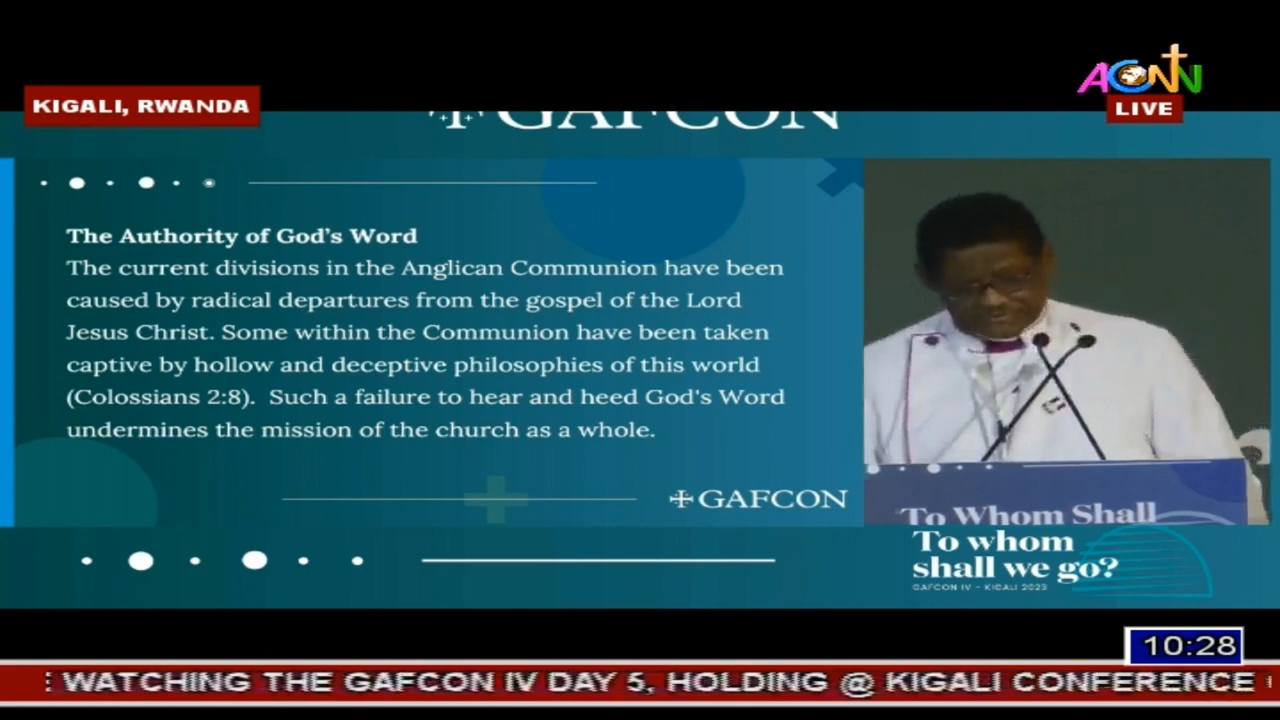 ACNN
KIGALI, RWANDA
LIVE
GAFCON
The Authority of God's Word
The current divisions in the Anglican Communion have been
caused by radical departures from the gospel of the Lord
Jesus Christ. Some within the Communion have been taken
captive by hollow and deceptive philosophies of this world
(Colossians 2:8).  Such a failure to hear and heed God's Word
undermines the mission of the church as a whole.
GAFCON
To Whom Shall
To whom
shall we go?
GAFCON IV - KIGALI 2023
10:28
: WATCHING THE GAFCON IV DAY 5, HOLDING @ KIGALI CONFERENCE